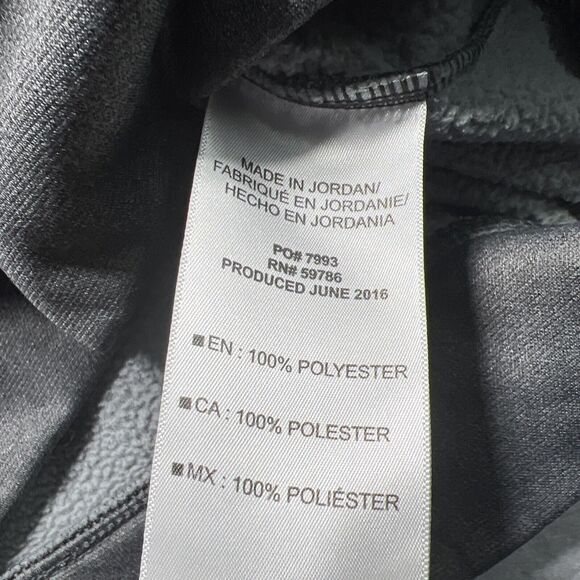 MADE IN JORDAN/
FABRIQUÉ EN JORDANIE/
HECHO EN JORDANIA
PO# 7993
RN# 59786
PRODUCED JUNE 2016
EN : 100% POLYESTER
CA : 100% POLESTER
MX : 100% POLIÉSTER